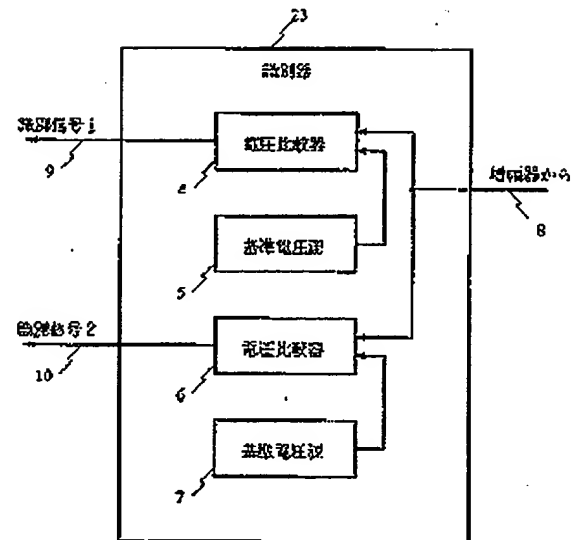 23
識別器
識別信号1
電圧比較器
増幅器から
9
4
8
基準電圧源
5
識別信号2
電圧比較器
10
6
基準電圧源
7